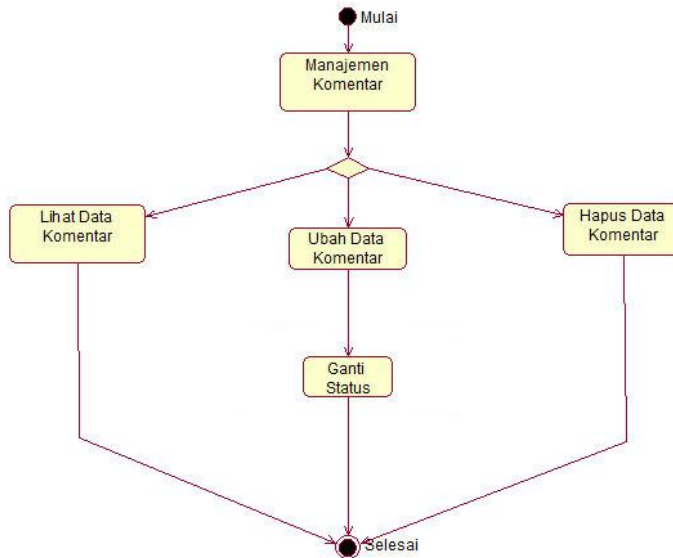 Mulai
Manajemen
Komentar
Lihat Data
Komentar
Ubah Data
Komentar
Hapus Data
Komentar
Ganti
Status
Selesai